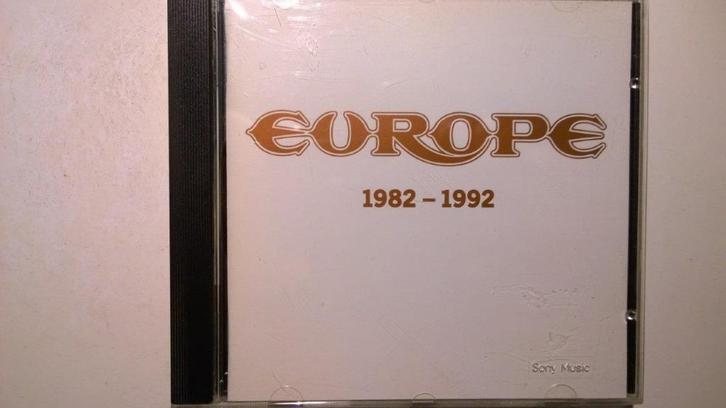 EUROPE
1982 – 1992
Sony Music